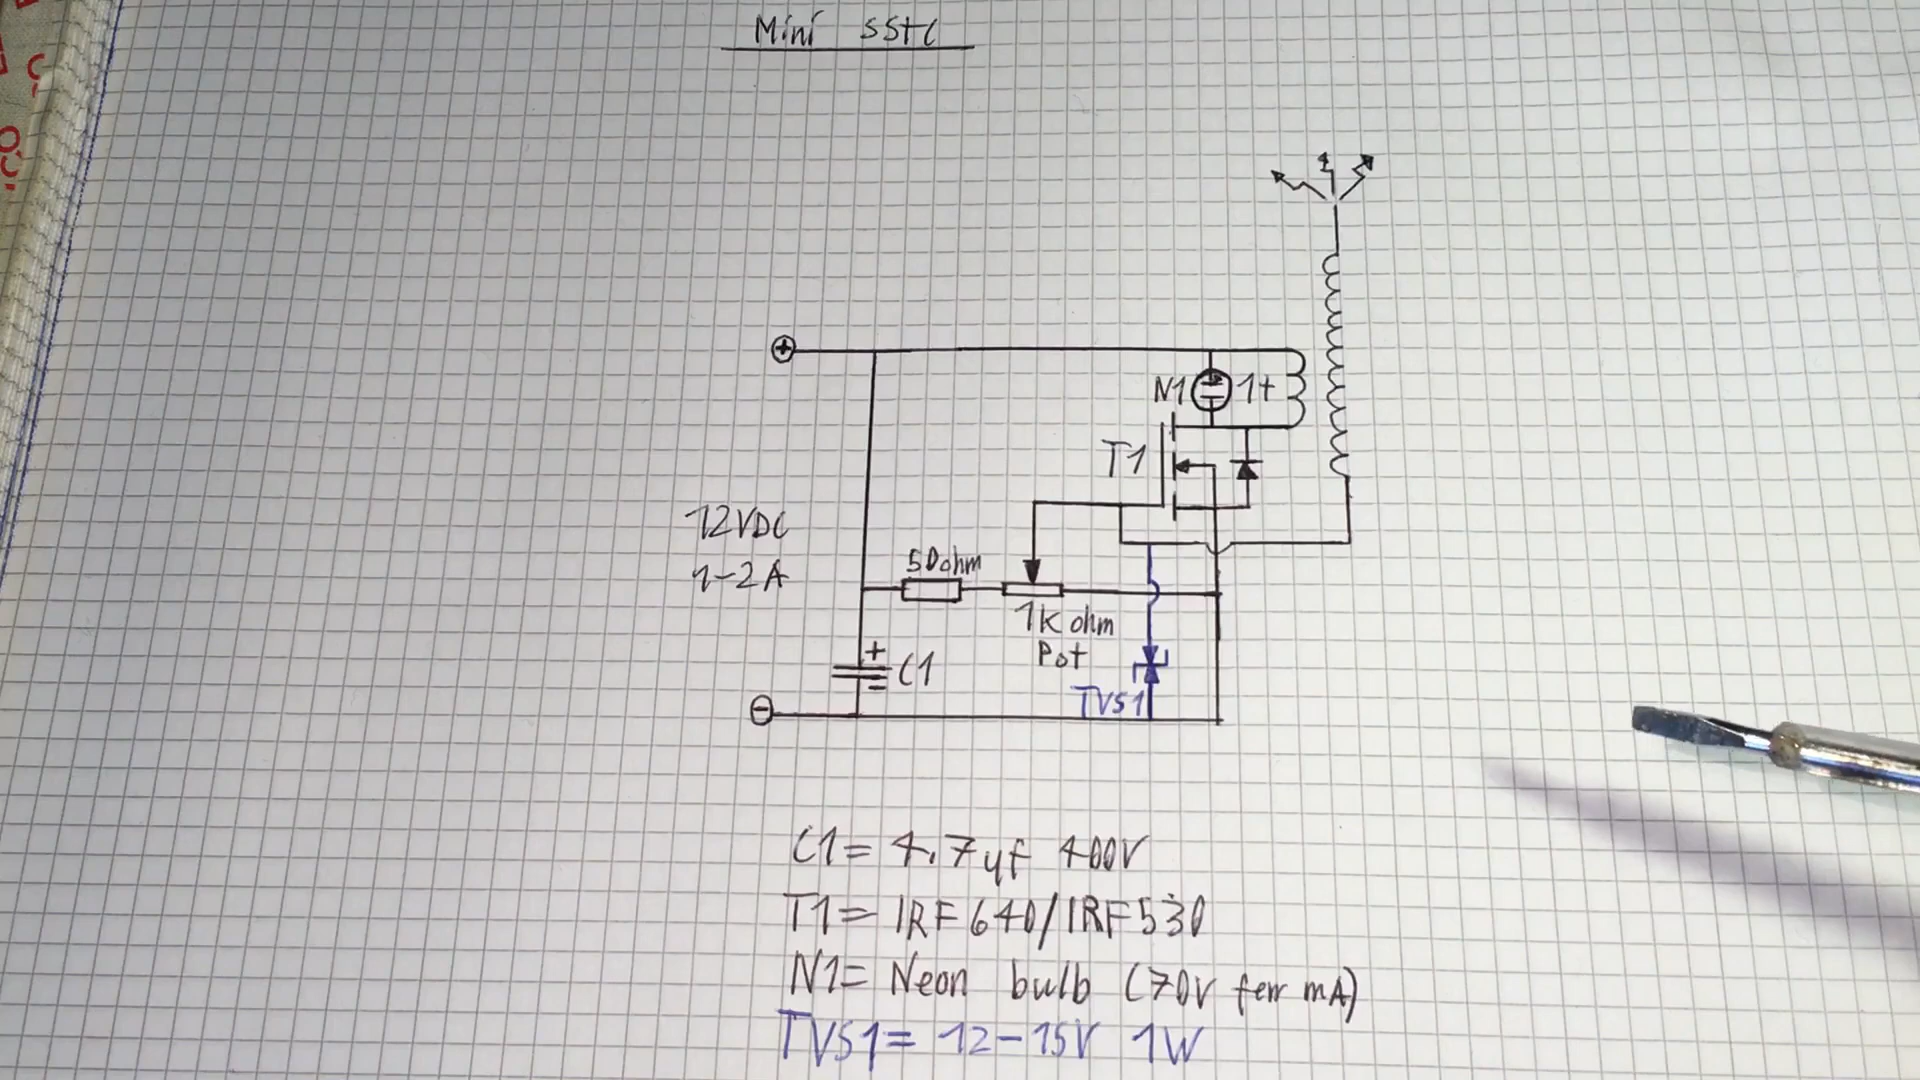 Mini SStC
N1 1t
T1
12VDC
1-2A
50ohm
1k ohm
Pot
+
C1
TVS1
C1= 4.7uf 400V
T1= IRF640/IRF530
N1= Neon bulb (70V few mA)
TVS1= 12-15V 1W